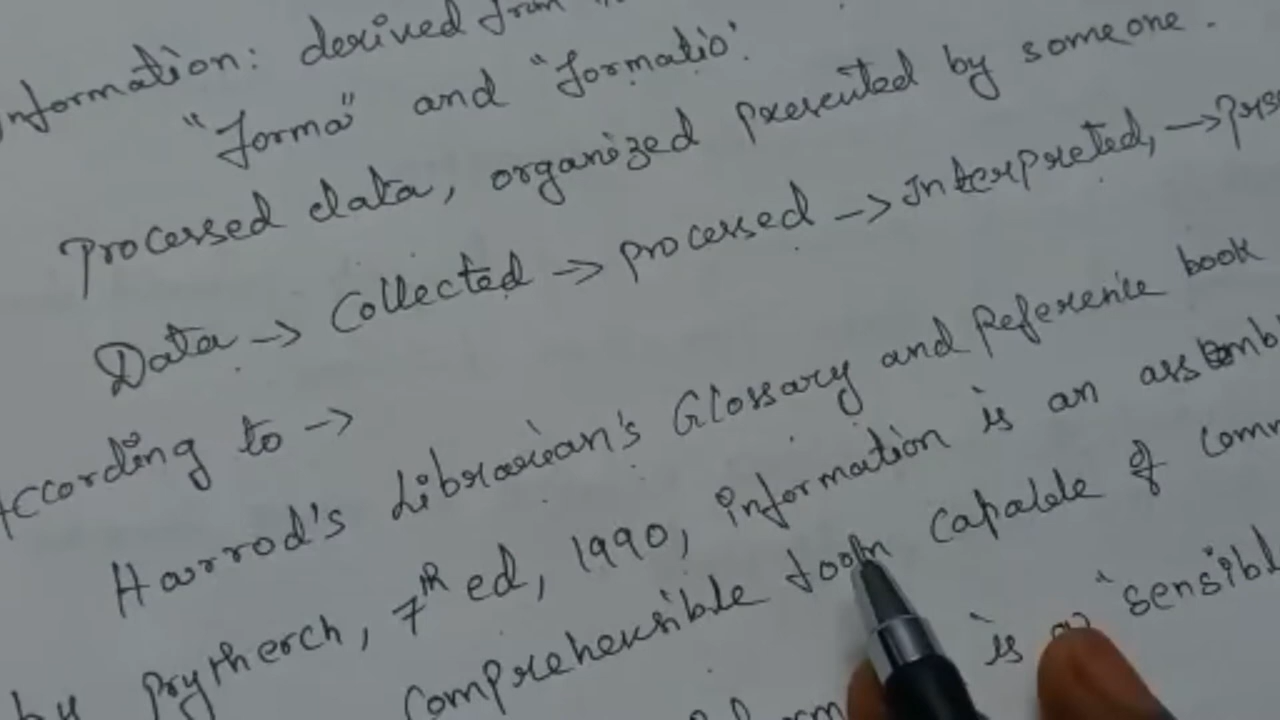 Information: derived from
"forma" and "formatio".
Processed data, organized presented by someone.
Data → Collected → processed → Interpreted, →
According to →
Harrod's Librarian's Glossary and Reference book
by Prytherch, 7th ed, 1990, information is an
Comprehensible form capable of
is a "sensibl